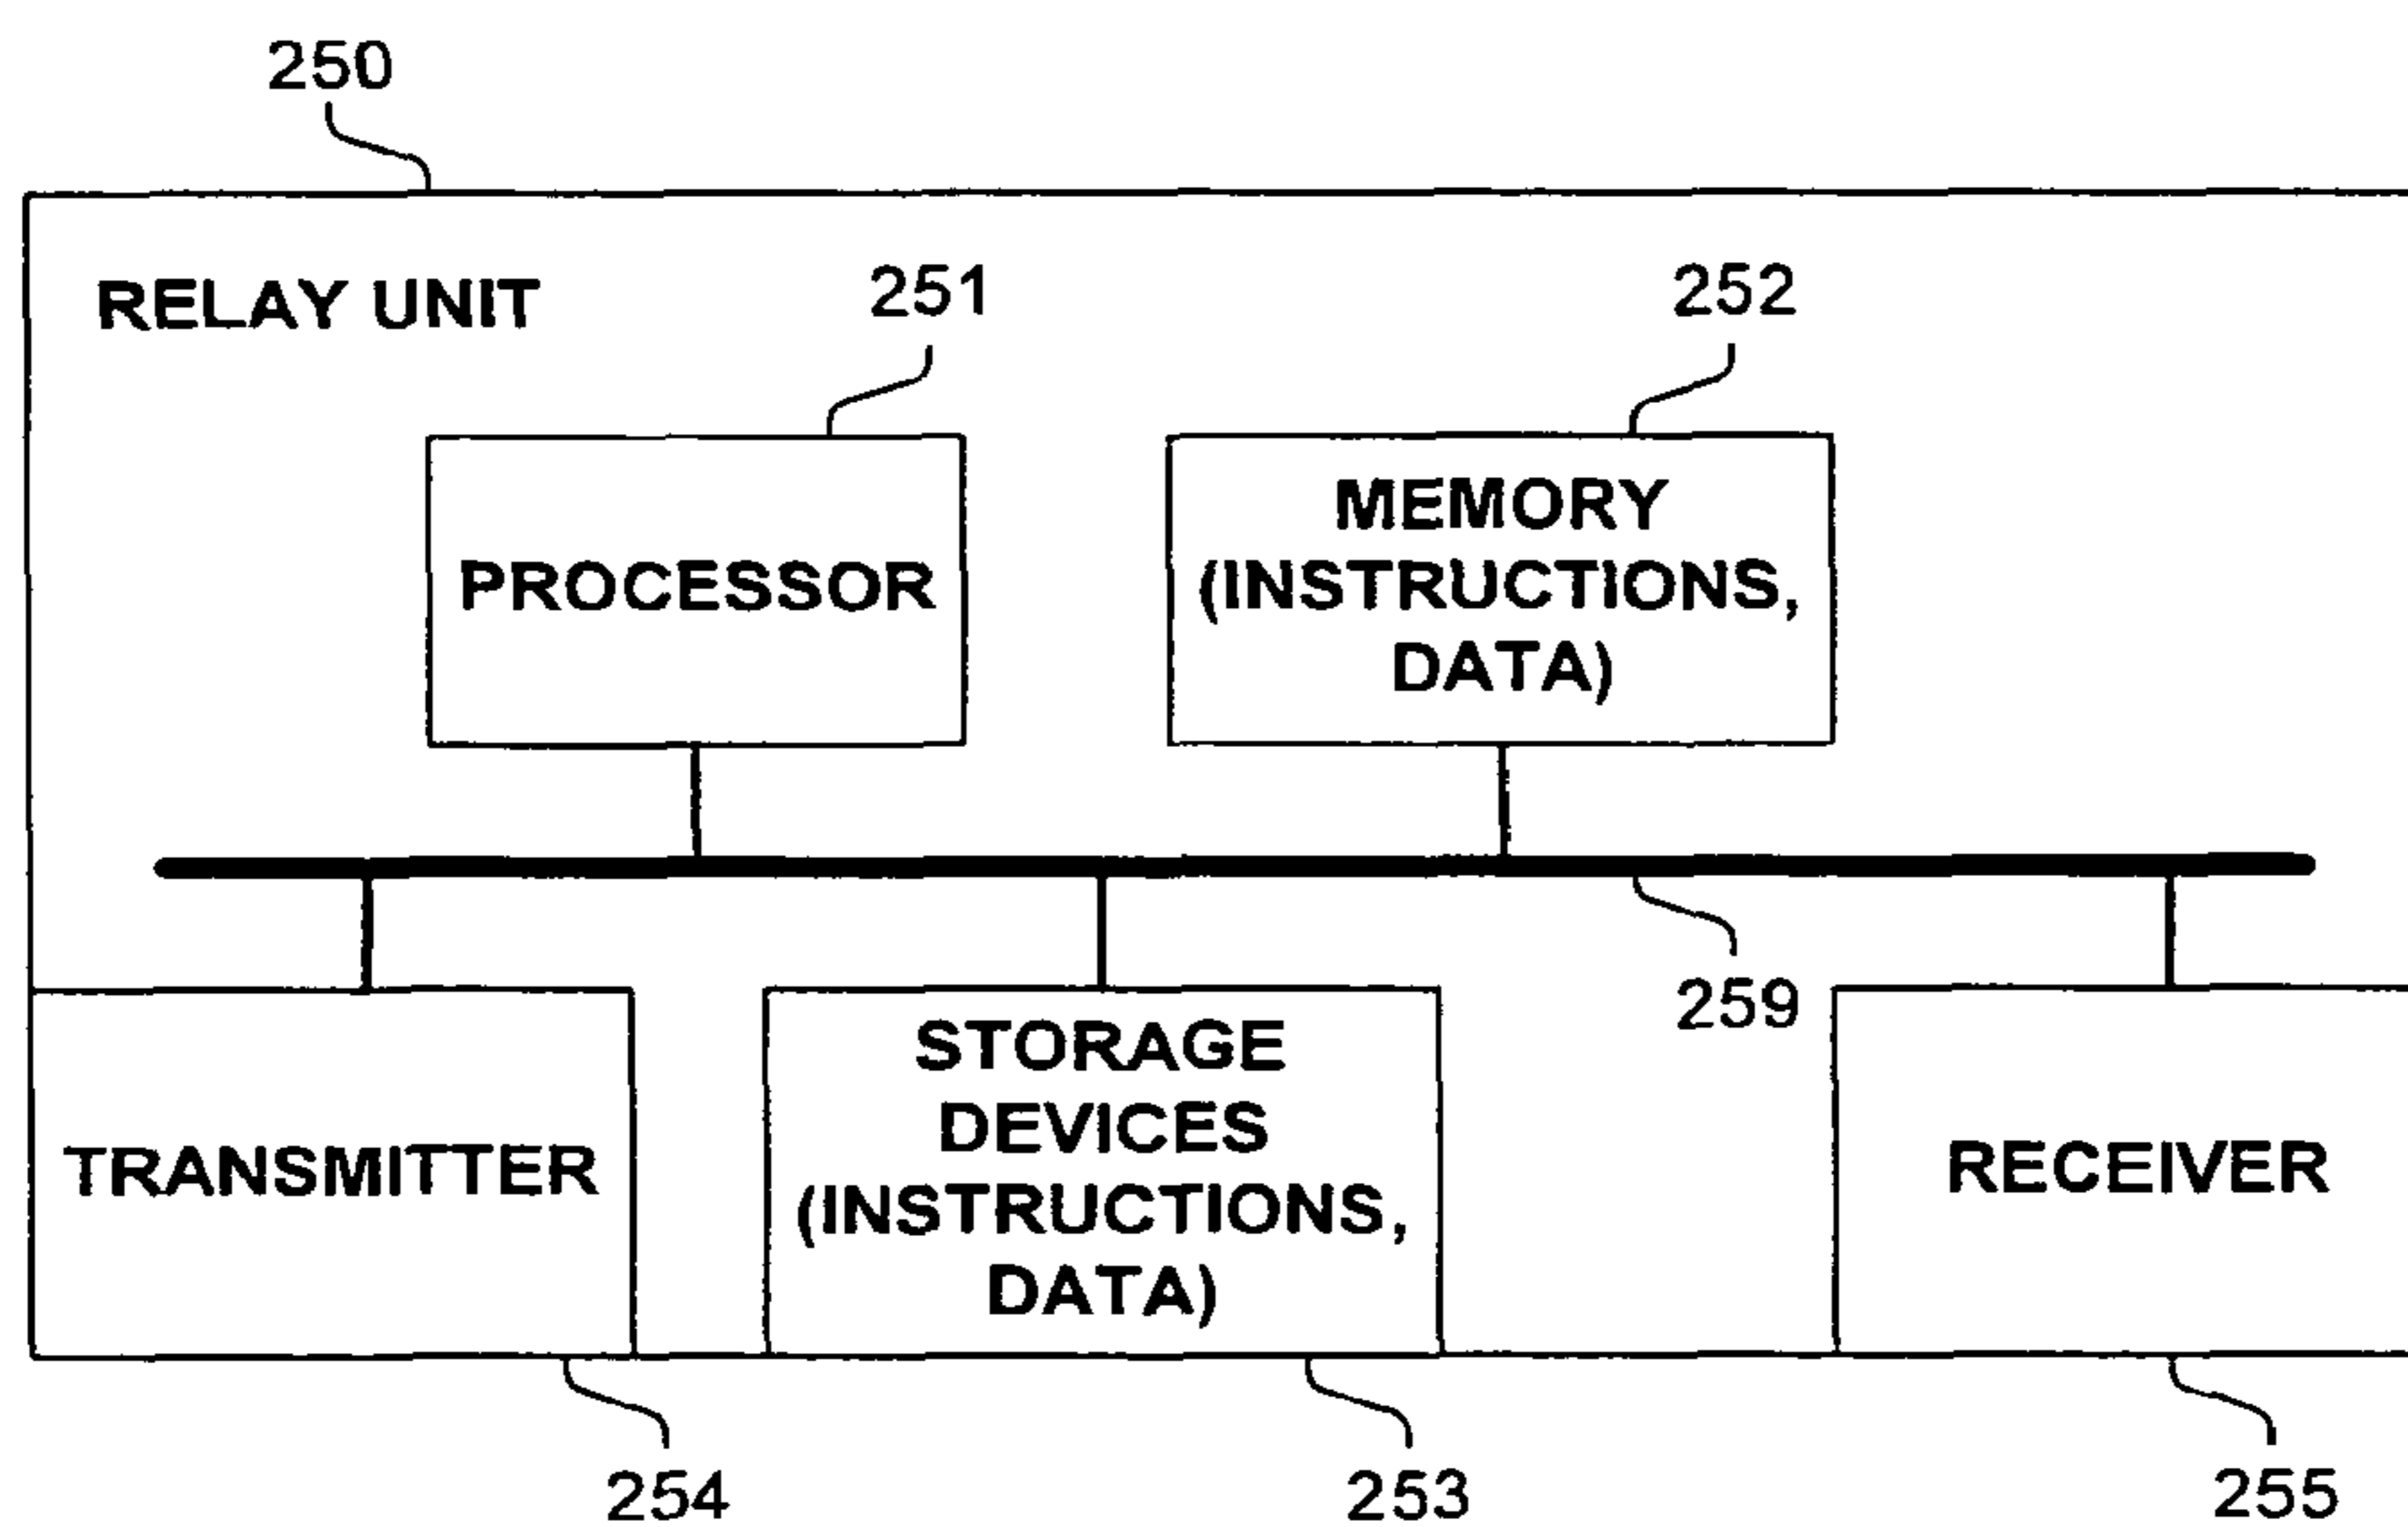 250
RELAY UNIT
251
252
PROCESSOR
MEMORY
(INSTRUCTIONS,
DATA)
259
TRANSMITTER
STORAGE
DEVICES
(INSTRUCTIONS,
DATA)
RECEIVER
254
253
255